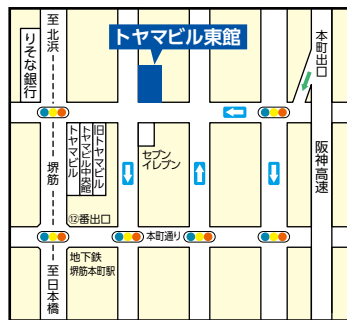 至北浜
りそな銀行
トヤマビル東館
本町出口
堺筋
トヤマビル
トヤマビル中央館
旧トヤマビル
セブン
イレブン
阪神高速
⑫番出口
本町通り
地下鉄
堺筋本町駅
至日本橋